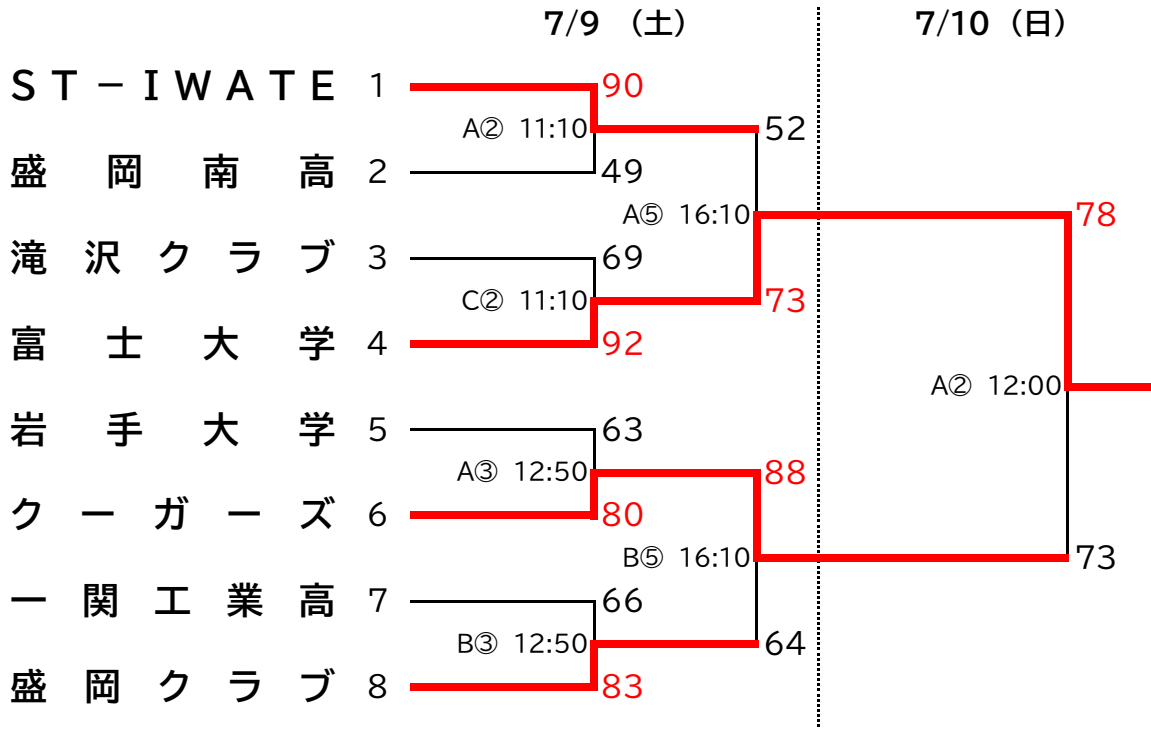 7/9 （土） 7/10（日）
ＳＴ－ＩＷＡＴＥ 1 90
A② 11:10 52
盛岡南高 2 49
A⑤ 16:10 78
滝沢クラブ 3 69
C② 11:10 73
富士大学 4 92
A② 12:00
岩手大学 5 63
A③ 12:50 88
クーガーズ 6 80
B⑤ 16:10 73
一関工業高 7 66
B③ 12:50 64
盛岡クラブ 8 83